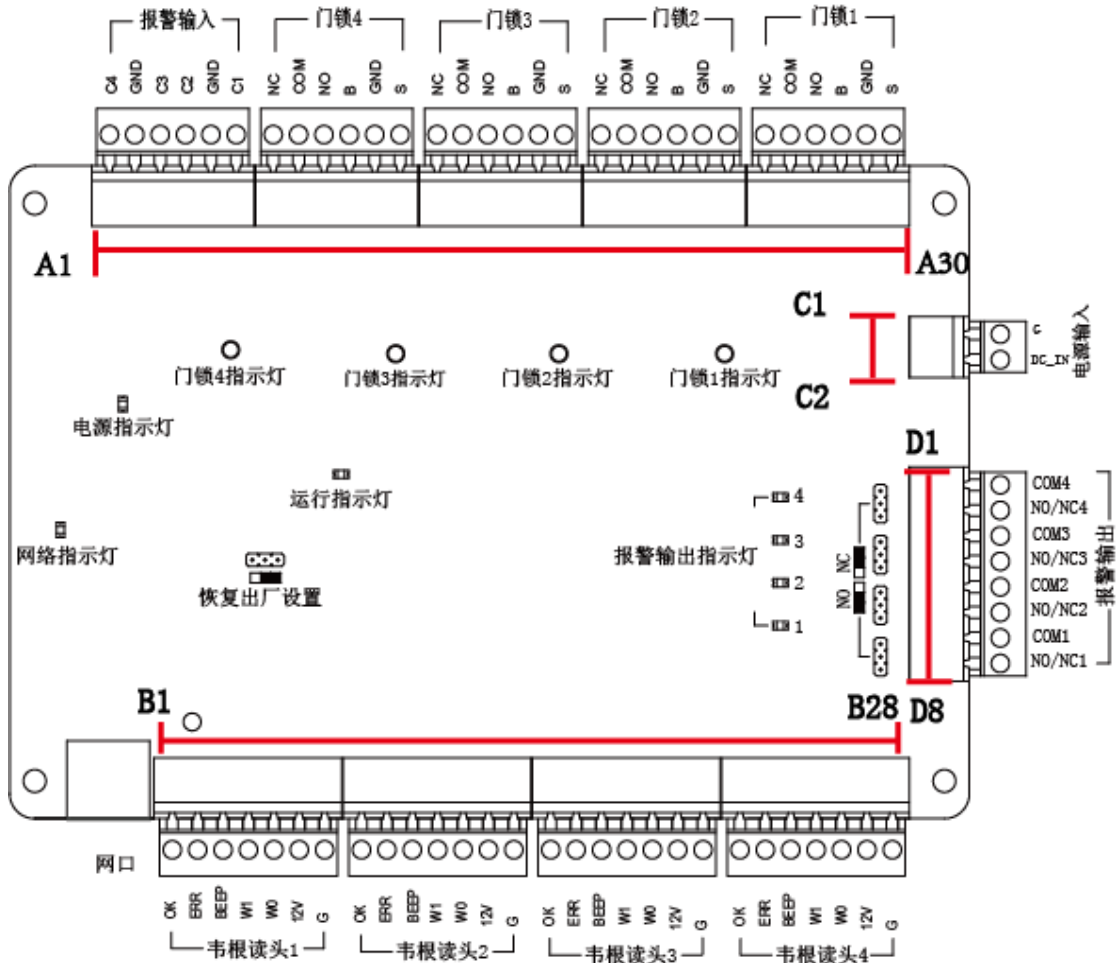 报警输入 门锁4 门锁3 门锁2 门锁1
C4 GND C3 C2 GND C1 NC COM NO B GND S NC COM NO B GND S NC COM NO B GND S NC COM NO B GND S
A1 A30
C1
G
DC_IN
电源输入
C2
门锁4指示灯 门锁3指示灯 门锁2指示灯 门锁1指示灯
电源指示灯
运行指示灯
网络指示灯
恢复出厂设置
报警输出指示灯
4
3
2
1
NC
NO
D1
COM4
NO/NC4
COM3
NO/NC3
COM2
NO/NC2
COM1
NO/NC1
报警输出
B1 B28 D8
网口
OK ERR BEEP W1 W0 12V G OK ERR BEEP W1 W0 12V G OK ERR BEEP W1 W0 12V G OK ERR BEEP W1 W0 12V G
韦根读头1 韦根读头2 韦根读头3 韦根读头4